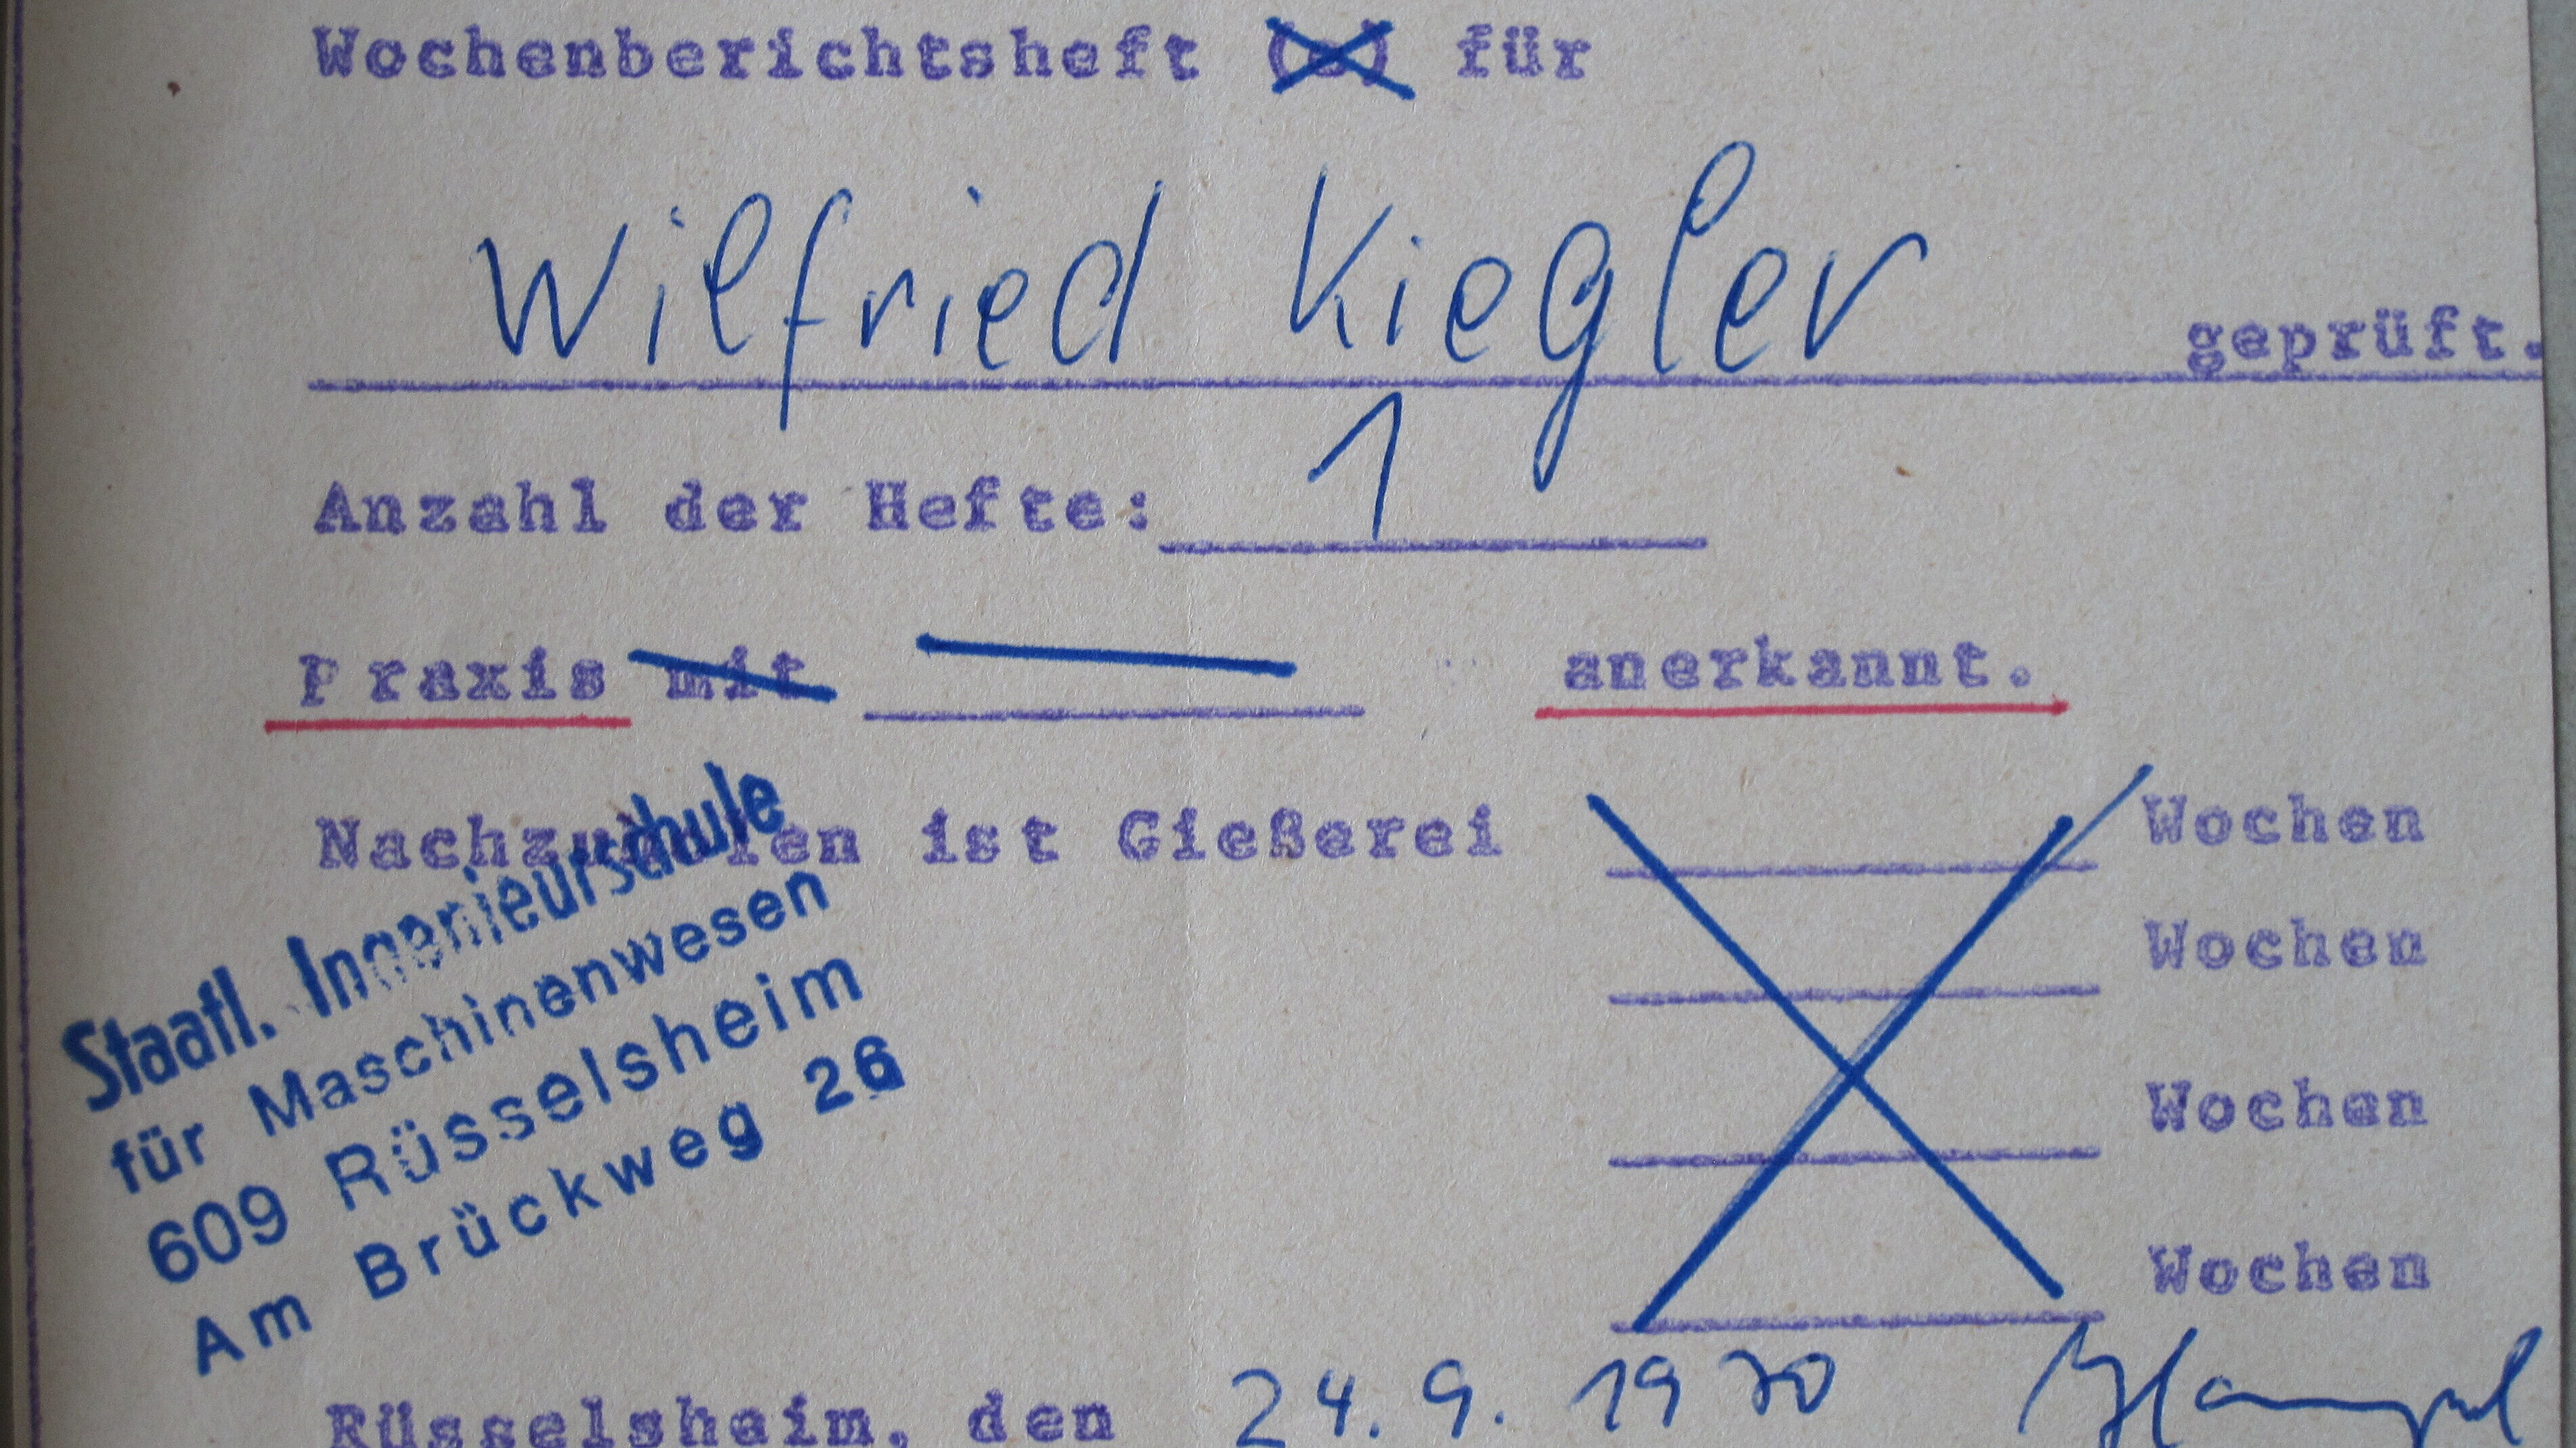 Wochenberichtsheft (e) für
Wilfried Kiegler geprüft.
Anzahl der Hefte: 1
Praxis mit anerkannt.
Nachzuholen ist Gießerei Wochen
Wochen
Wochen
Wochen
Staatl. Ingenieurschule
für Maschinenwesen
609 Rüsselsheim
Am Brückweg 26
Rüsselsheim, den 24. 9. 1970